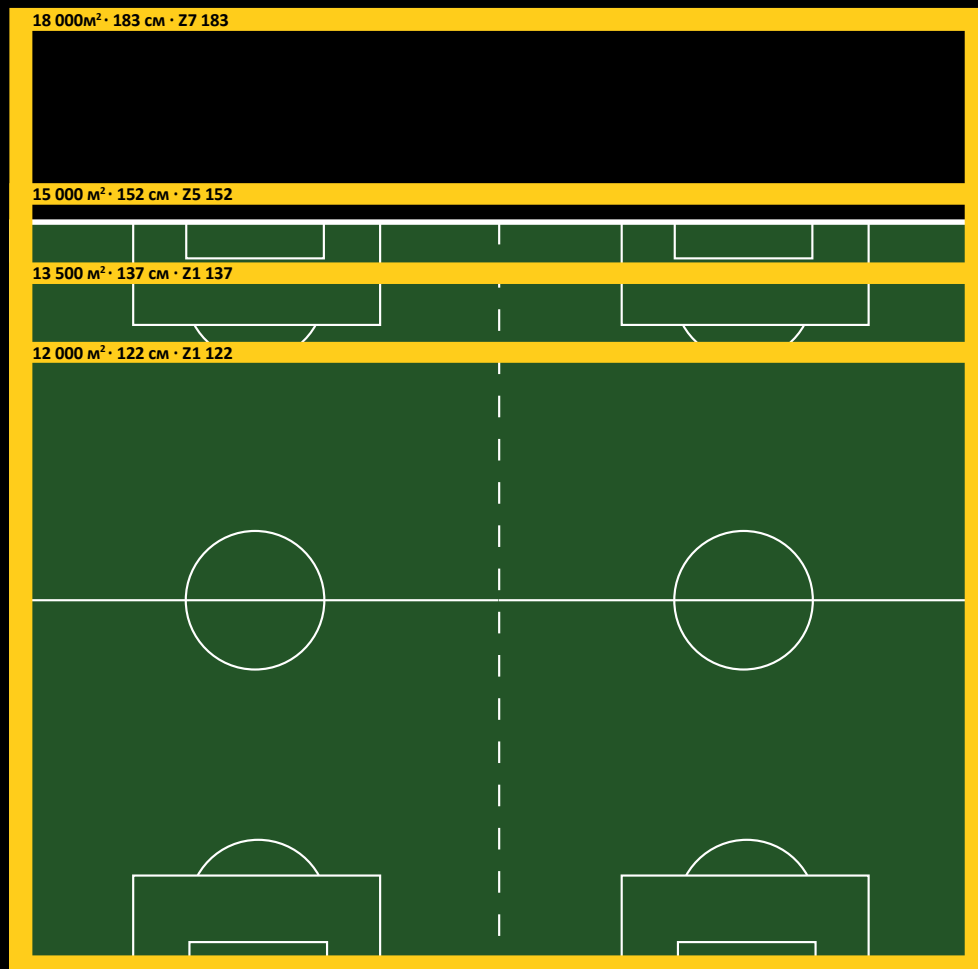 18 000м²· 183 см · Z7 183
15 000 м²· 152 см · Z5 152
13 500 м²· 137 см · Z1 137
12 000 м²· 122 см · Z1 122